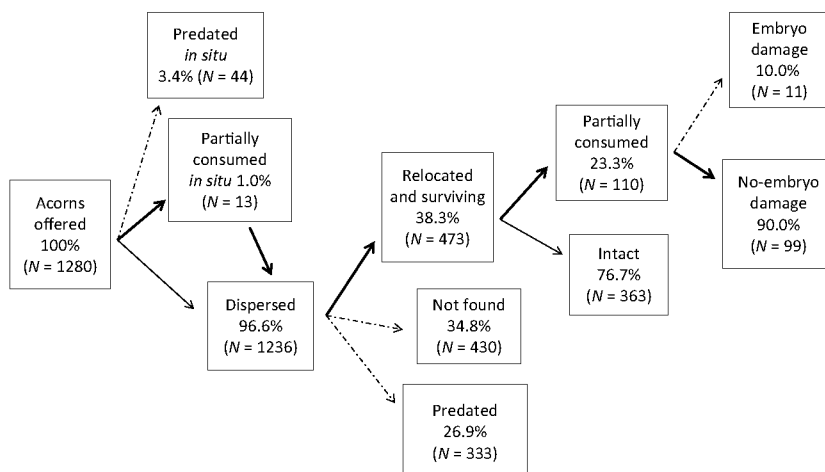 Acorns
offered
100%
(N = 1280)
Predated
in situ
3.4% (N = 44)
Partially
consumed
in situ 1.0%
(N = 13)
Dispersed
96.6%
(N = 1236)
Relocated
and surviving
38.3%
(N = 473)
Not found
34.8%
(N = 430)
Predated
26.9%
(N = 333)
Partially
consumed
23.3%
(N = 110)
Intact
76.7%
(N = 363)
Embryo
damage
10.0%
(N = 11)
No-embryo
damage
90.0%
(N = 99)